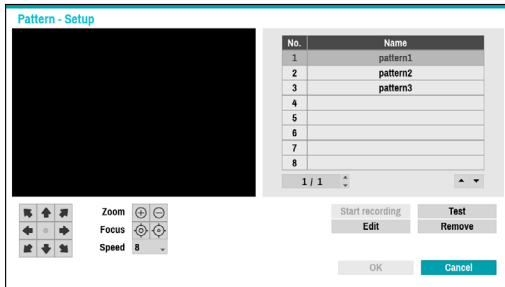 Pattern - Setup
No. Name
1 pattern1
2 pattern2
3 pattern3
4
5
6
7
8
1 / 1
Zoom
Focus
Speed 8
Start recording Test
Edit Remove
OK Cancel